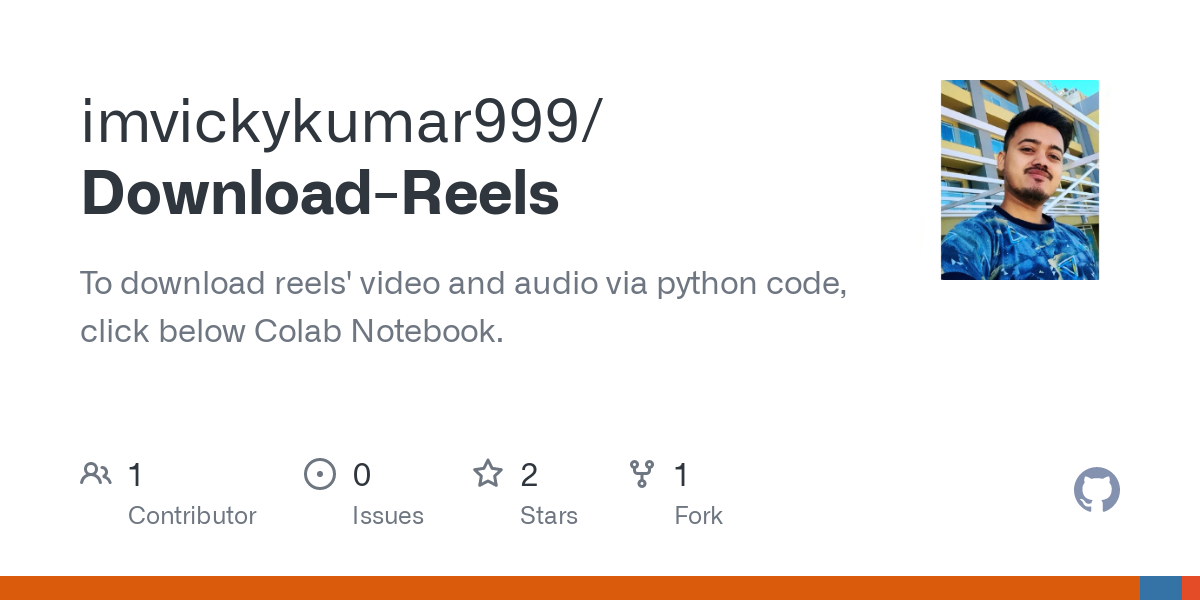 imvickykumar999/
Download-Reels
To download reels' video and audio via python code,
click below Colab Notebook.
1 0 2 1
Contributor Issues Stars Fork